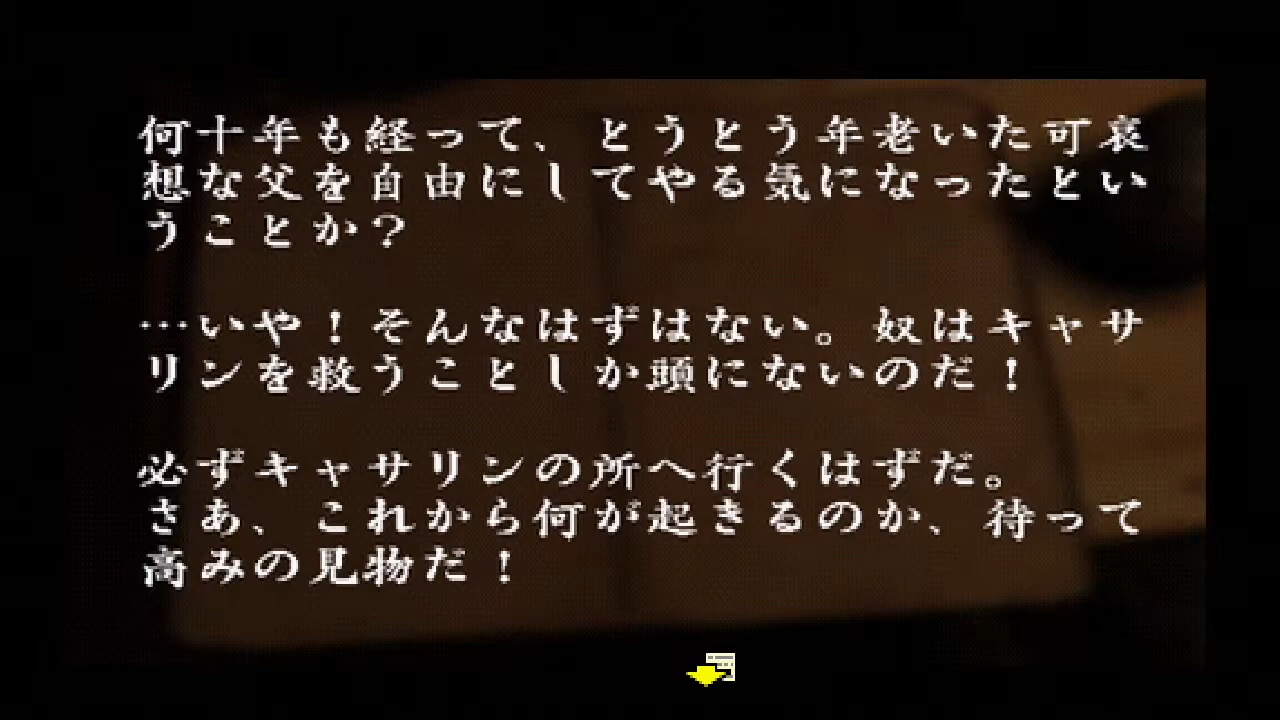 何十年も経って、とうとう年老いた可哀
想な父を自由にしてやる気になったとい
うことか？
…いや！そんなはずはない。奴はキャサ
リンを救うことしか頭にないのだ！
必ずキャサリンの所へ行くはずだ。
さあ、これから何が起きるのか、待って
高みの見物だ！